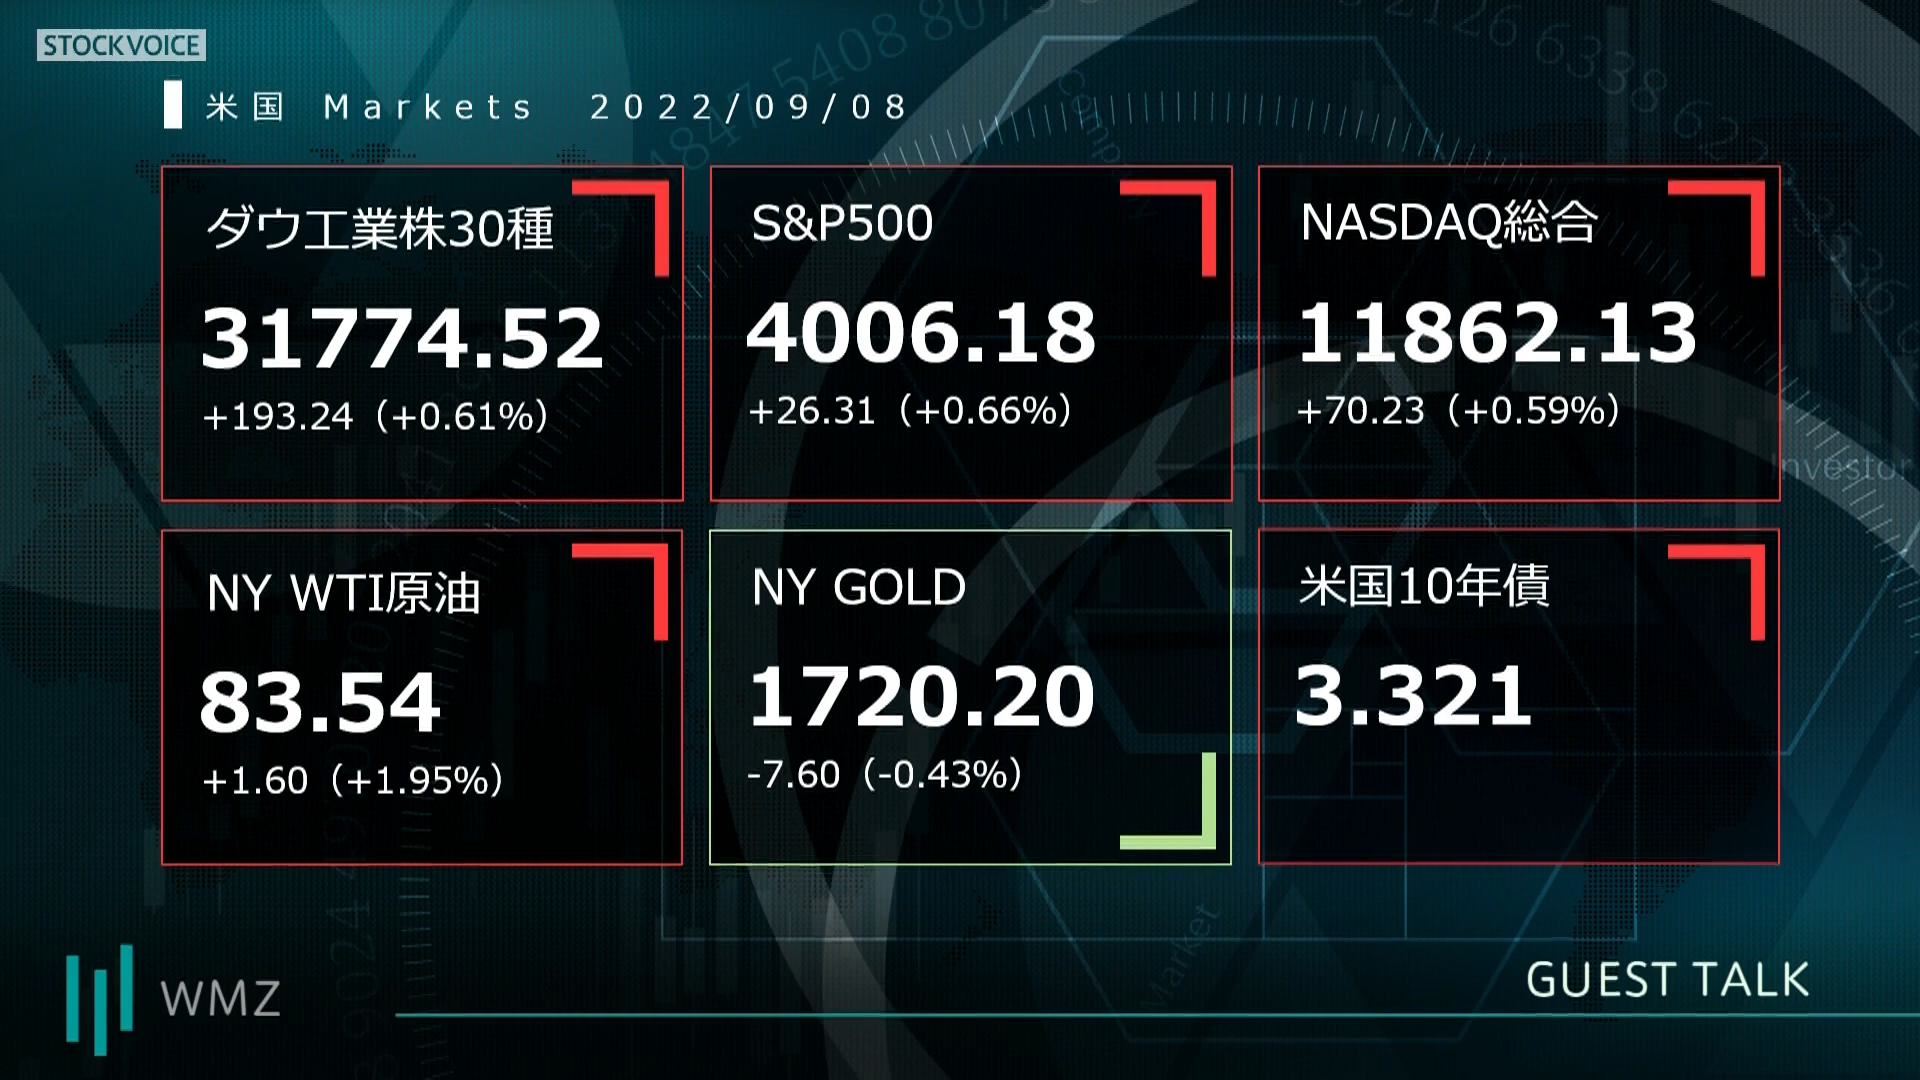 STOCKVOICE
米国 Markets 2022/09/08
ダウ工業株30種
31774.52
+193.24（+0.61%）
S&P500
4006.18
+26.31（+0.66%）
NASDAQ総合
11862.13
+70.23（+0.59%）
NY WTI原油
83.54
+1.60（+1.95%）
NY GOLD
1720.20
-7.60（-0.43%）
米国10年債
3.321
Investor
Market
WMZ
GUEST TALK